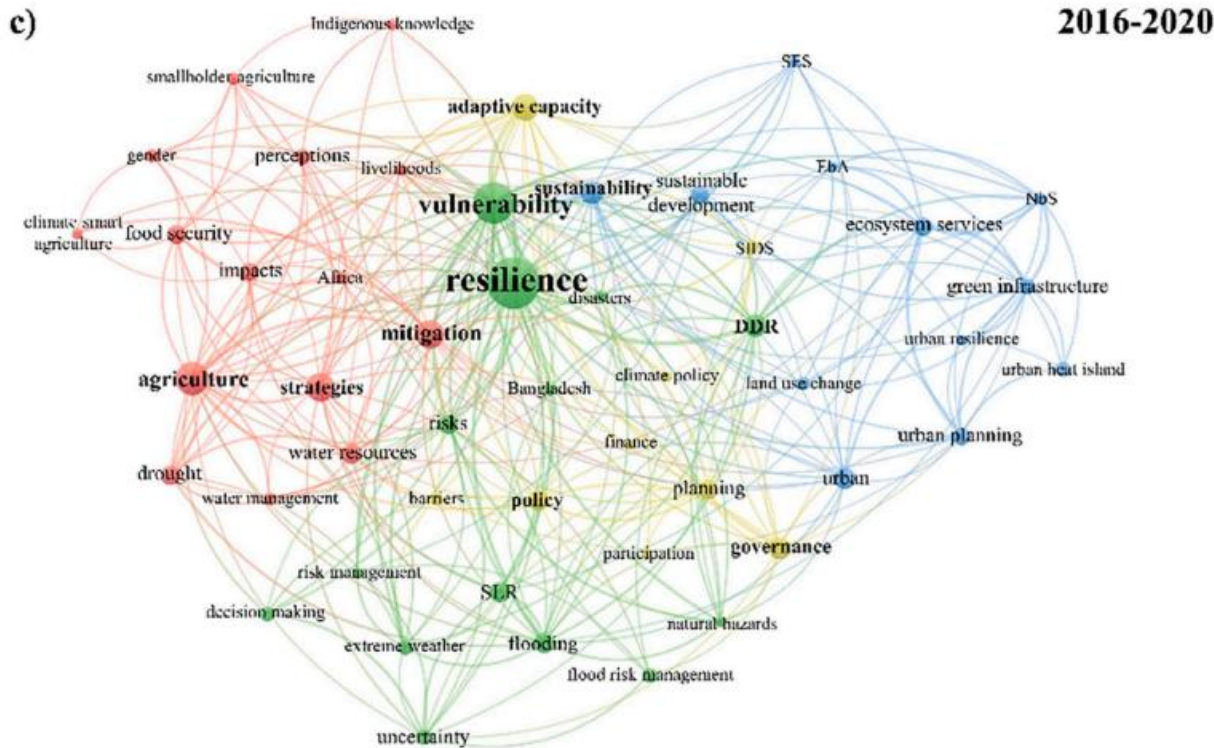 c)
2016-2020
Indigenous knowledge
SES
smallholder agriculture
adaptive capacity
gender
perceptions
livelihoods
EbA
sustainability
sustainable
development
NbS
vulnerability
climate smart
agriculture
food security
ecosystem services
SIDS
impacts
Africa
resilience
disasters
green infrastructure
mitigation
DDR
urban resilience
agriculture
strategies
Bangladesh
climate policy
land use change
urban heat island
risks
finance
urban planning
water resources
drought
water management
barriers
policy
planning
urban
participation
governance
risk management
SLR
decision making
natural hazards
extreme weather
flooding
flood risk management
uncertainty